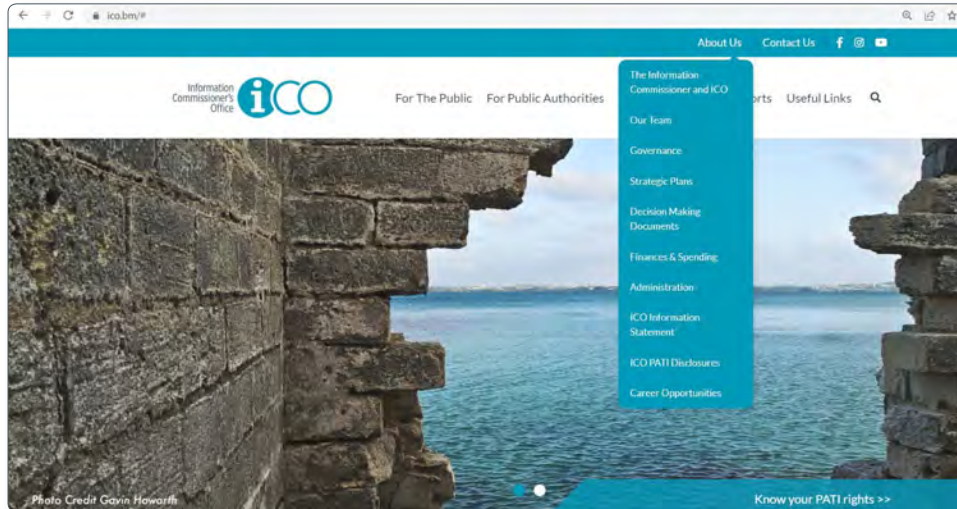 ico.bm/#
About Us Contact Us
Information
Commissioner's
Office
iCO
For The Public For Public Authorities
Useful Links
The Information
Commissioner and ICO
Our Team
Governance
Strategic Plans
Decision Making
Documents
Finances & Spending
Administration
ICO Information
Statement
ICO PATI Disclosures
Career Opportunities
Photo Credit Gavin Howorth
Know your PATI rights >>